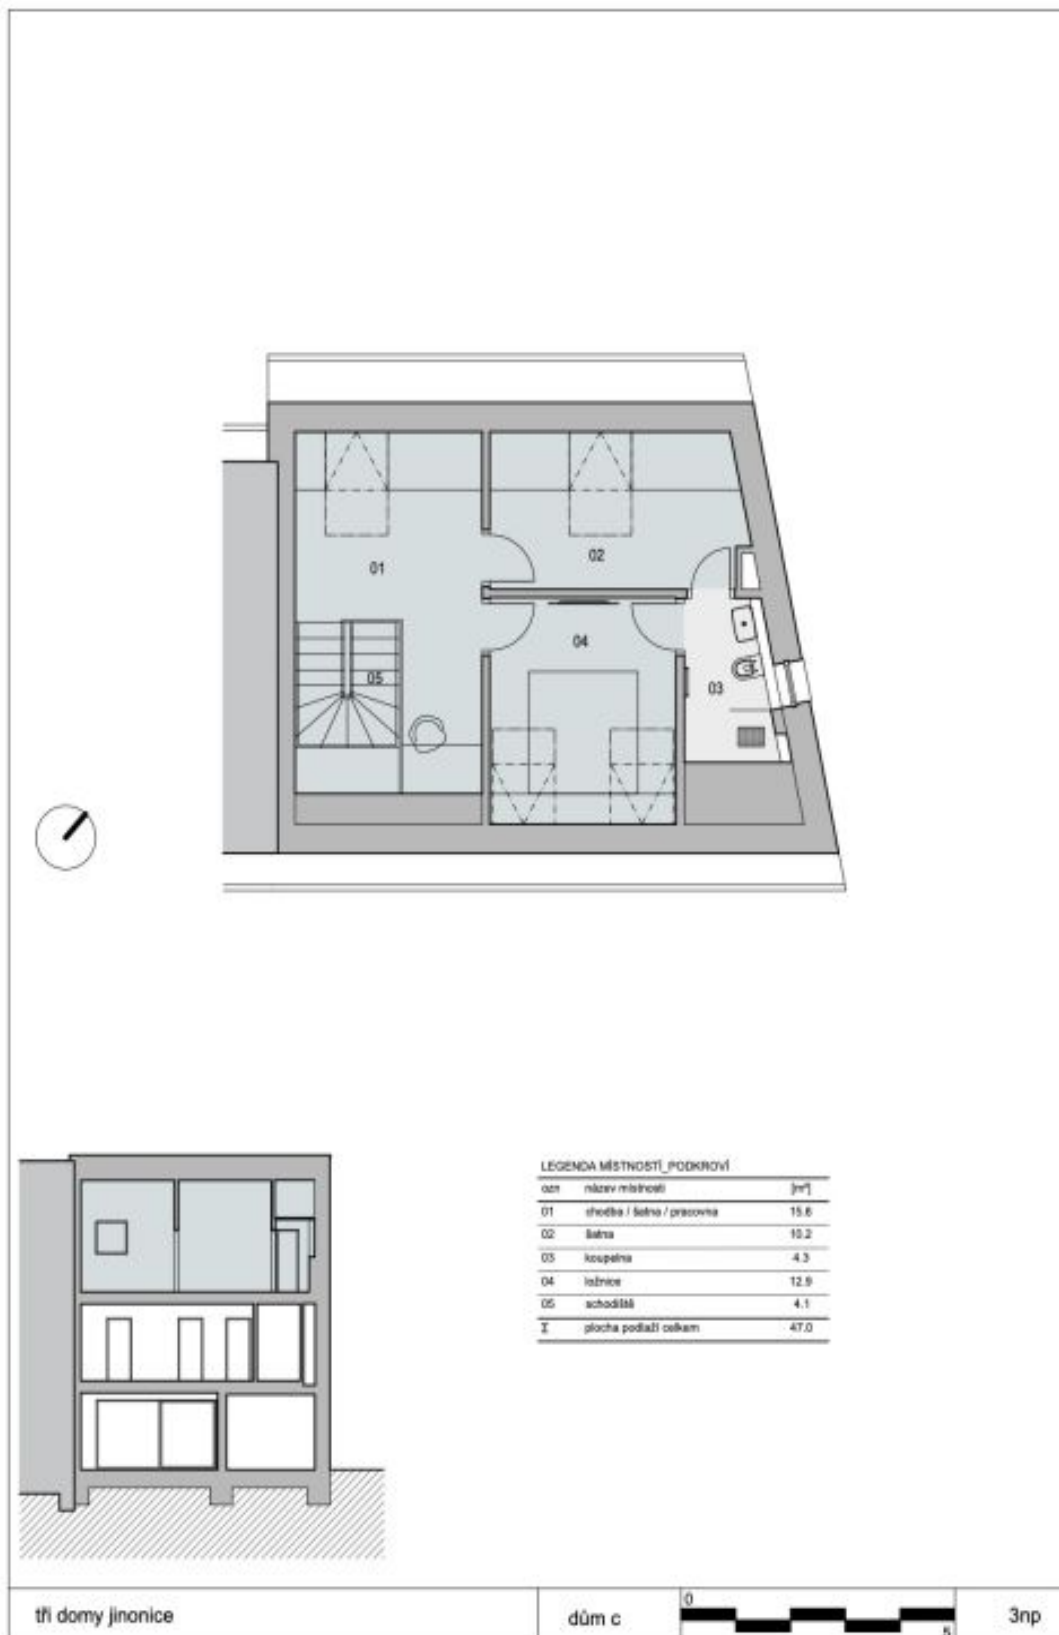 01
02
04
05
03
LEGENDA MÍSTNOSTÍ_PODKROVÍ
ozn název místnosti [m²]
01 chodba / šatna / pracovna 15.6
02 šatna 10.2
03 koupelna 4.3
04 ložnice 12.9
05 schodiště 4.1
Σ plocha podlaží celkem 47.0
tři domy jinonice
dům c
0
5
3np